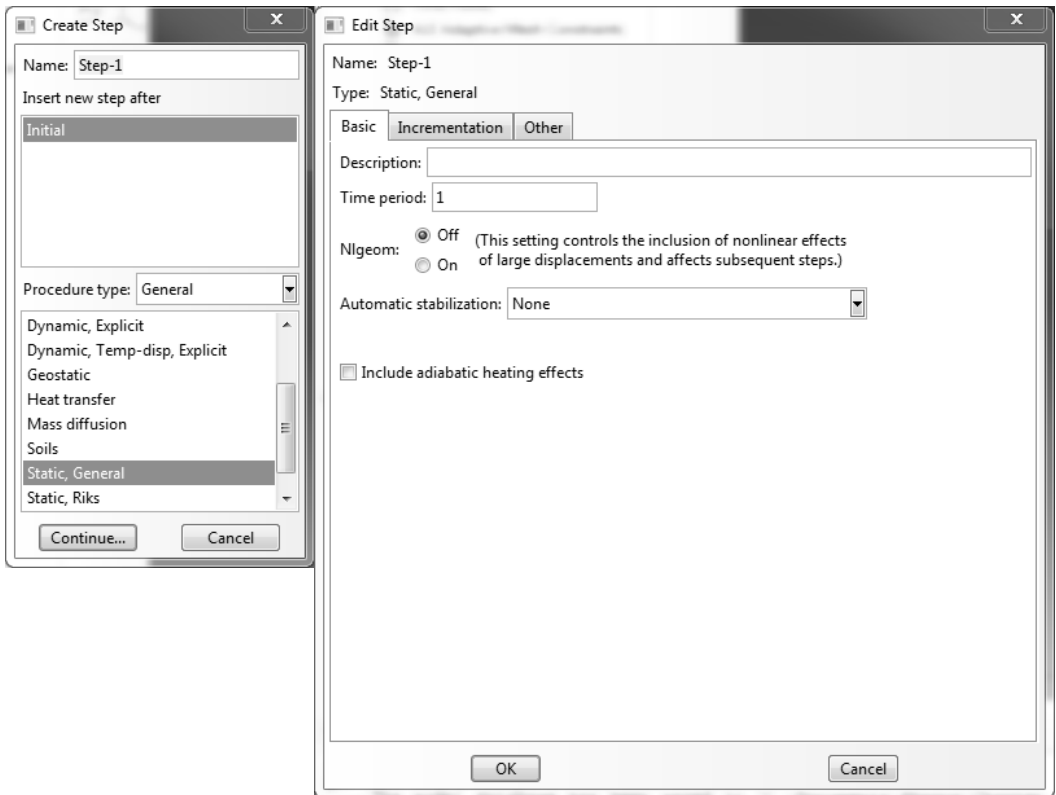 Create Step
X
Name: Step-1
Insert new step after
Initial
Procedure type: General
Dynamic, Explicit
Dynamic, Temp-disp, Explicit
Geostatic
Heat transfer
Mass diffusion
Soils
Static, General
Static, Riks
Continue...
Cancel
Edit Step
X
Name: Step-1
Type: Static, General
Basic Incrementation Other
Description:
Time period: 1
Nlgeom: Off
On
(This setting controls the inclusion of nonlinear effects
of large displacements and affects subsequent steps.)
Automatic stabilization: None
Include adiabatic heating effects
OK
Cancel